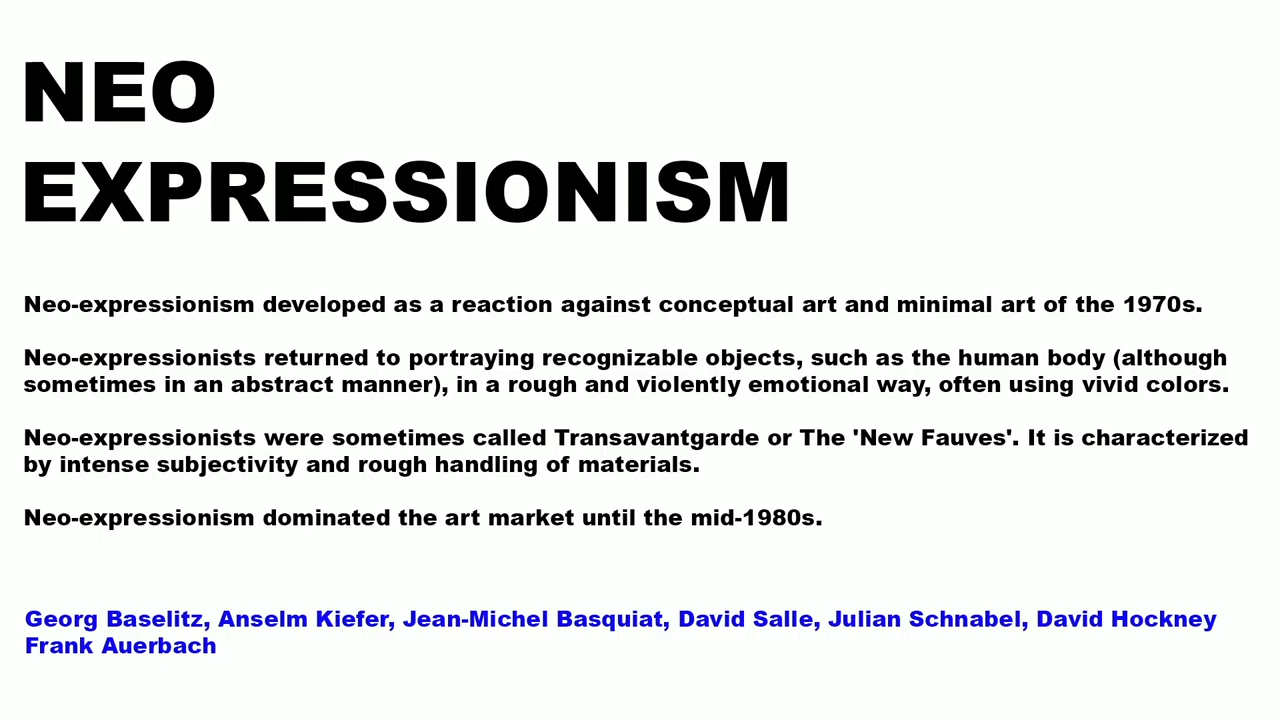 NEO
EXPRESSIONISM
Neo-expressionism developed as a reaction against conceptual art and minimal art of the 1970s.
Neo-expressionists returned to portraying recognizable objects, such as the human body (although
sometimes in an abstract manner), in a rough and violently emotional way, often using vivid colors.
Neo-expressionists were sometimes called Transavantgarde or The 'New Fauves'. It is characterized
by intense subjectivity and rough handling of materials.
Neo-expressionism dominated the art market until the mid-1980s.
Georg Baselitz, Anselm Kiefer, Jean-Michel Basquiat, David Salle, Julian Schnabel, David Hockney
Frank Auerbach